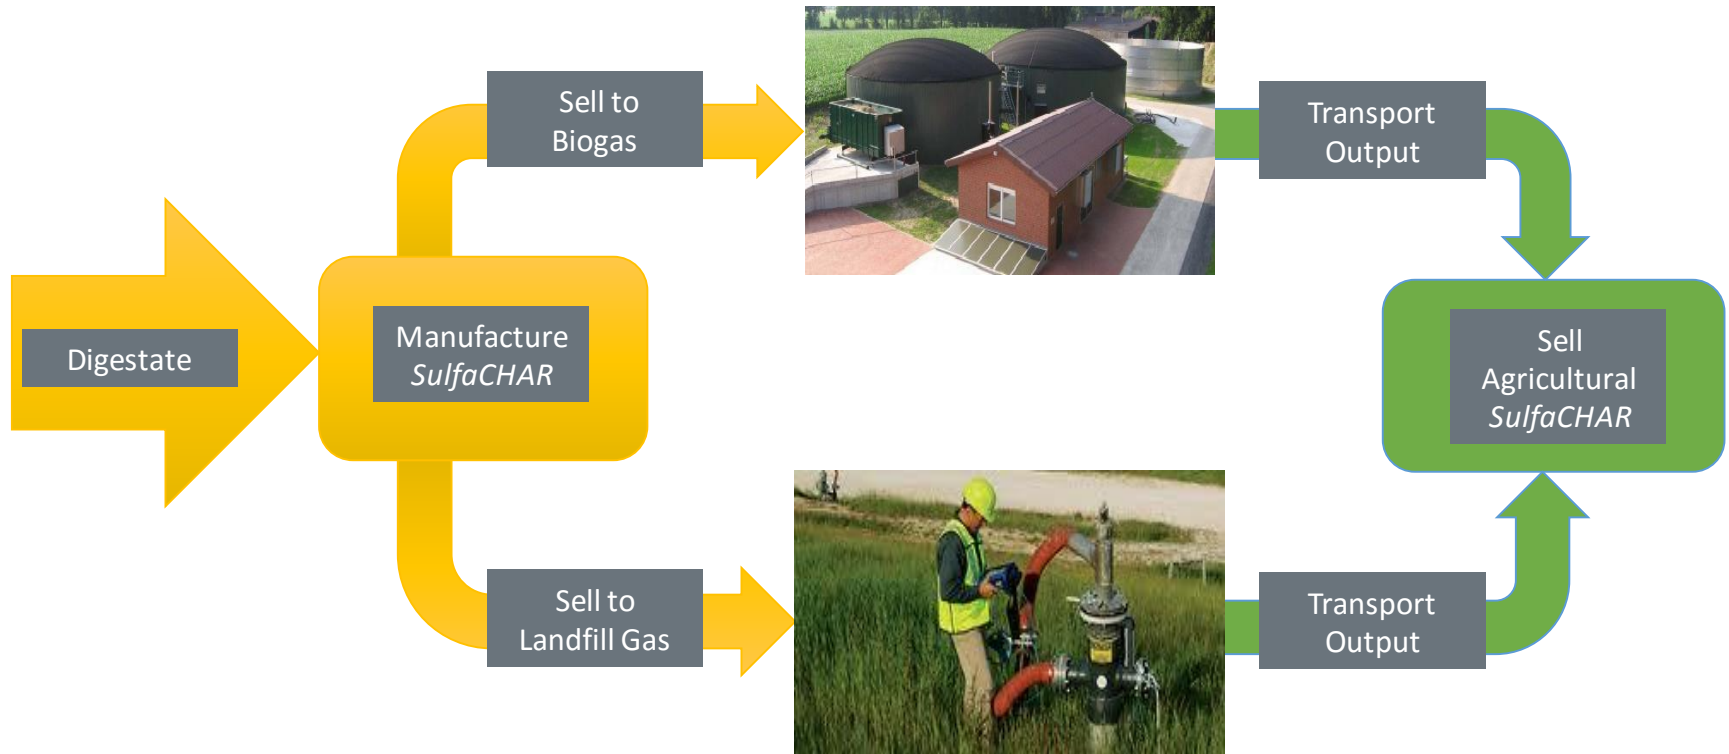 Digestate
Manufacture
SulfaCHAR
Sell to
Biogas
Sell to
Landfill Gas
Transport
Output
Transport
Output
Sell
Agricultural
SulfaCHAR